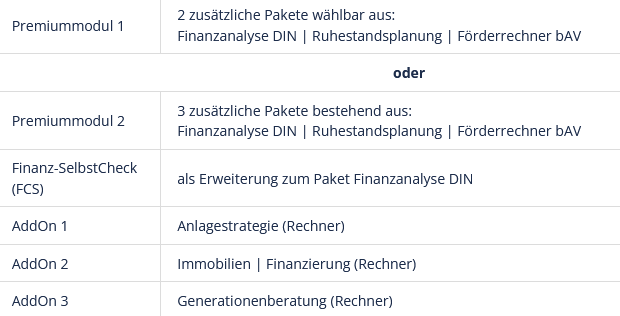 Premiummodul 1
2 zusätzliche Pakete wählbar aus:
Finanzanalyse DIN | Ruhestandsplanung | Förderrechner bAV
oder
Premiummodul 2
3 zusätzliche Pakete bestehend aus:
Finanzanalyse DIN | Ruhestandsplanung | Förderrechner bAV
Finanz-SelbstCheck
(FCS)
als Erweiterung zum Paket Finanzanalyse DIN
AddOn 1
Anlagestrategie (Rechner)
AddOn 2
Immobilien | Finanzierung (Rechner)
AddOn 3
Generationenberatung (Rechner)